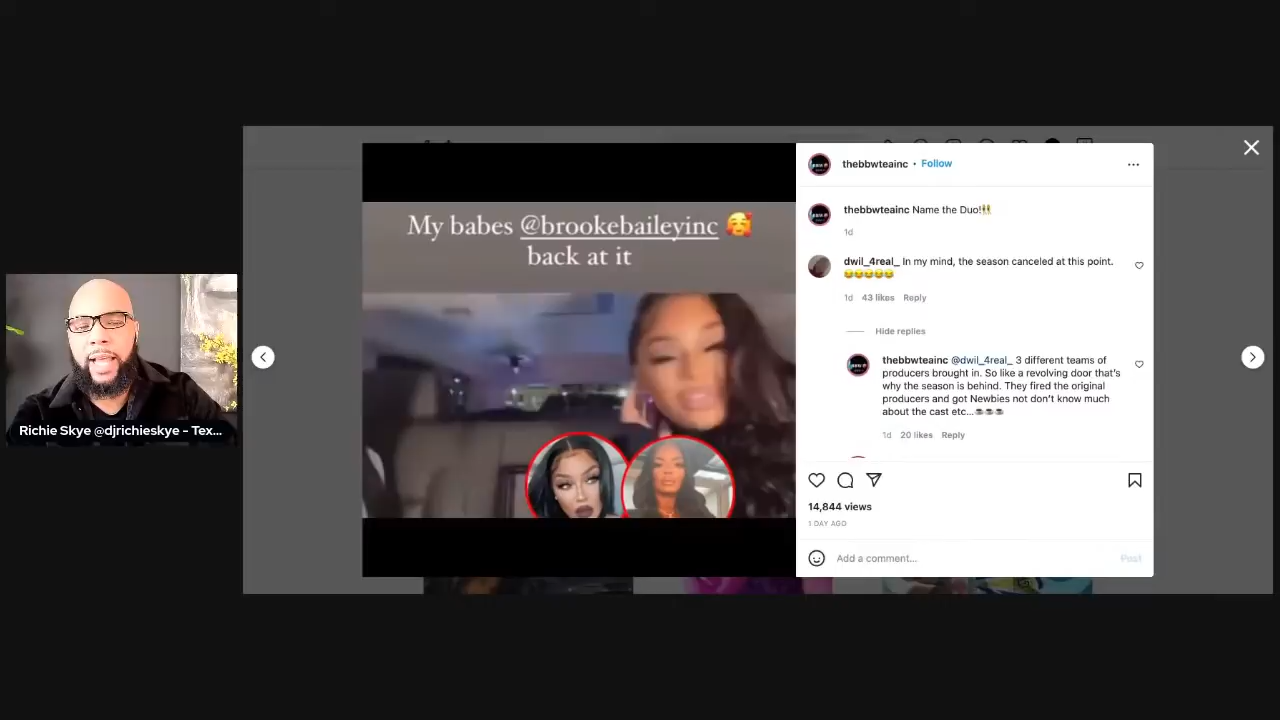 thebbwteainc • Follow
My babes @brookebaileyinc 🥰
back at it
thebbwteainc Name the Duo!👯
1d
dwil_4real_ In my mind, the season canceled at this point.
😂😂😂😂😂
1d 43 likes Reply
Hide replies
thebbwteainc @dwil_4real_ 3 different teams of
producers brought in. So like a revolving door that's
why the season is behind. They fired the original
producers and got Newbies not don't know much
about the cast etc...☕☕☕
1d 20 likes Reply
Richie Skye @djrichieskye - Tex...
14,844 views
1 DAY AGO
Add a comment...
Post